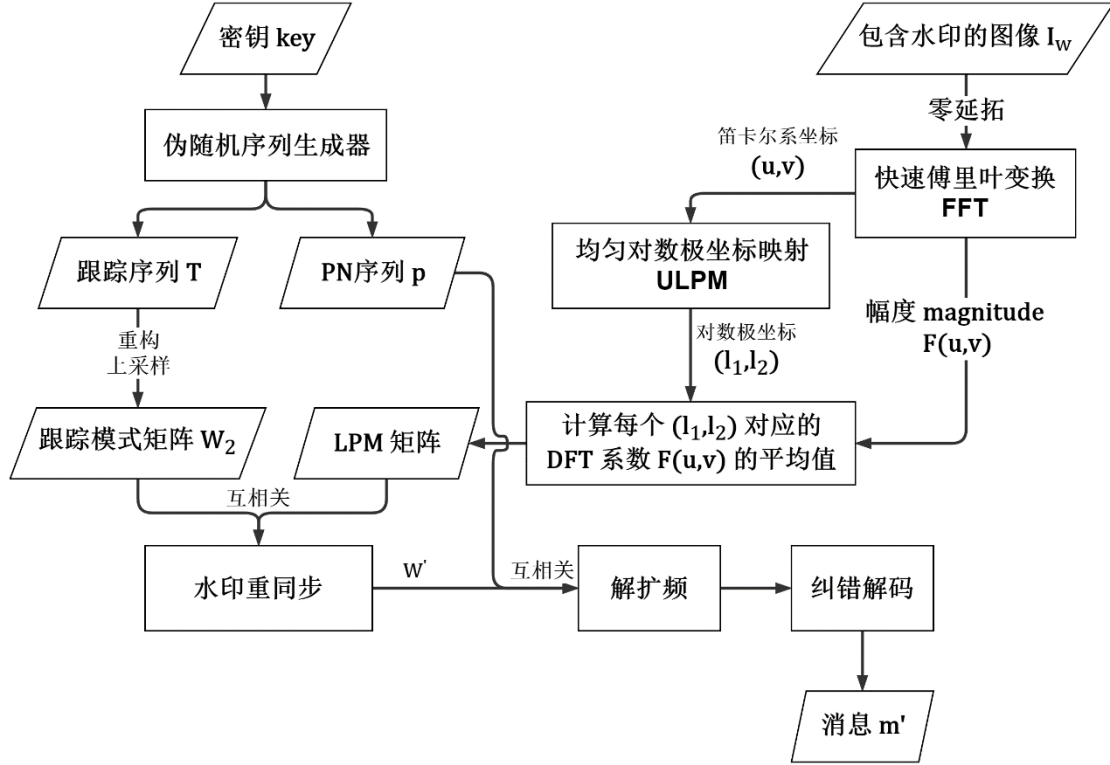 密钥 key
包含水印的图像 I_w
零延拓
伪随机序列生成器
笛卡尔系坐标
(u,v)
快速傅里叶变换
FFT
跟踪序列 T
PN序列 p
均匀对数极坐标映射
ULPM
重构
上采样
对数极坐标
(l₁,l₂)
幅度 magnitude
F(u,v)
跟踪模式矩阵 W₂
LPM 矩阵
计算每个 (l₁,l₂) 对应的
DFT 系数 F(u,v) 的平均值
互相关
水印重同步
W'
互相关
解扩频
纠错解码
消息 m'